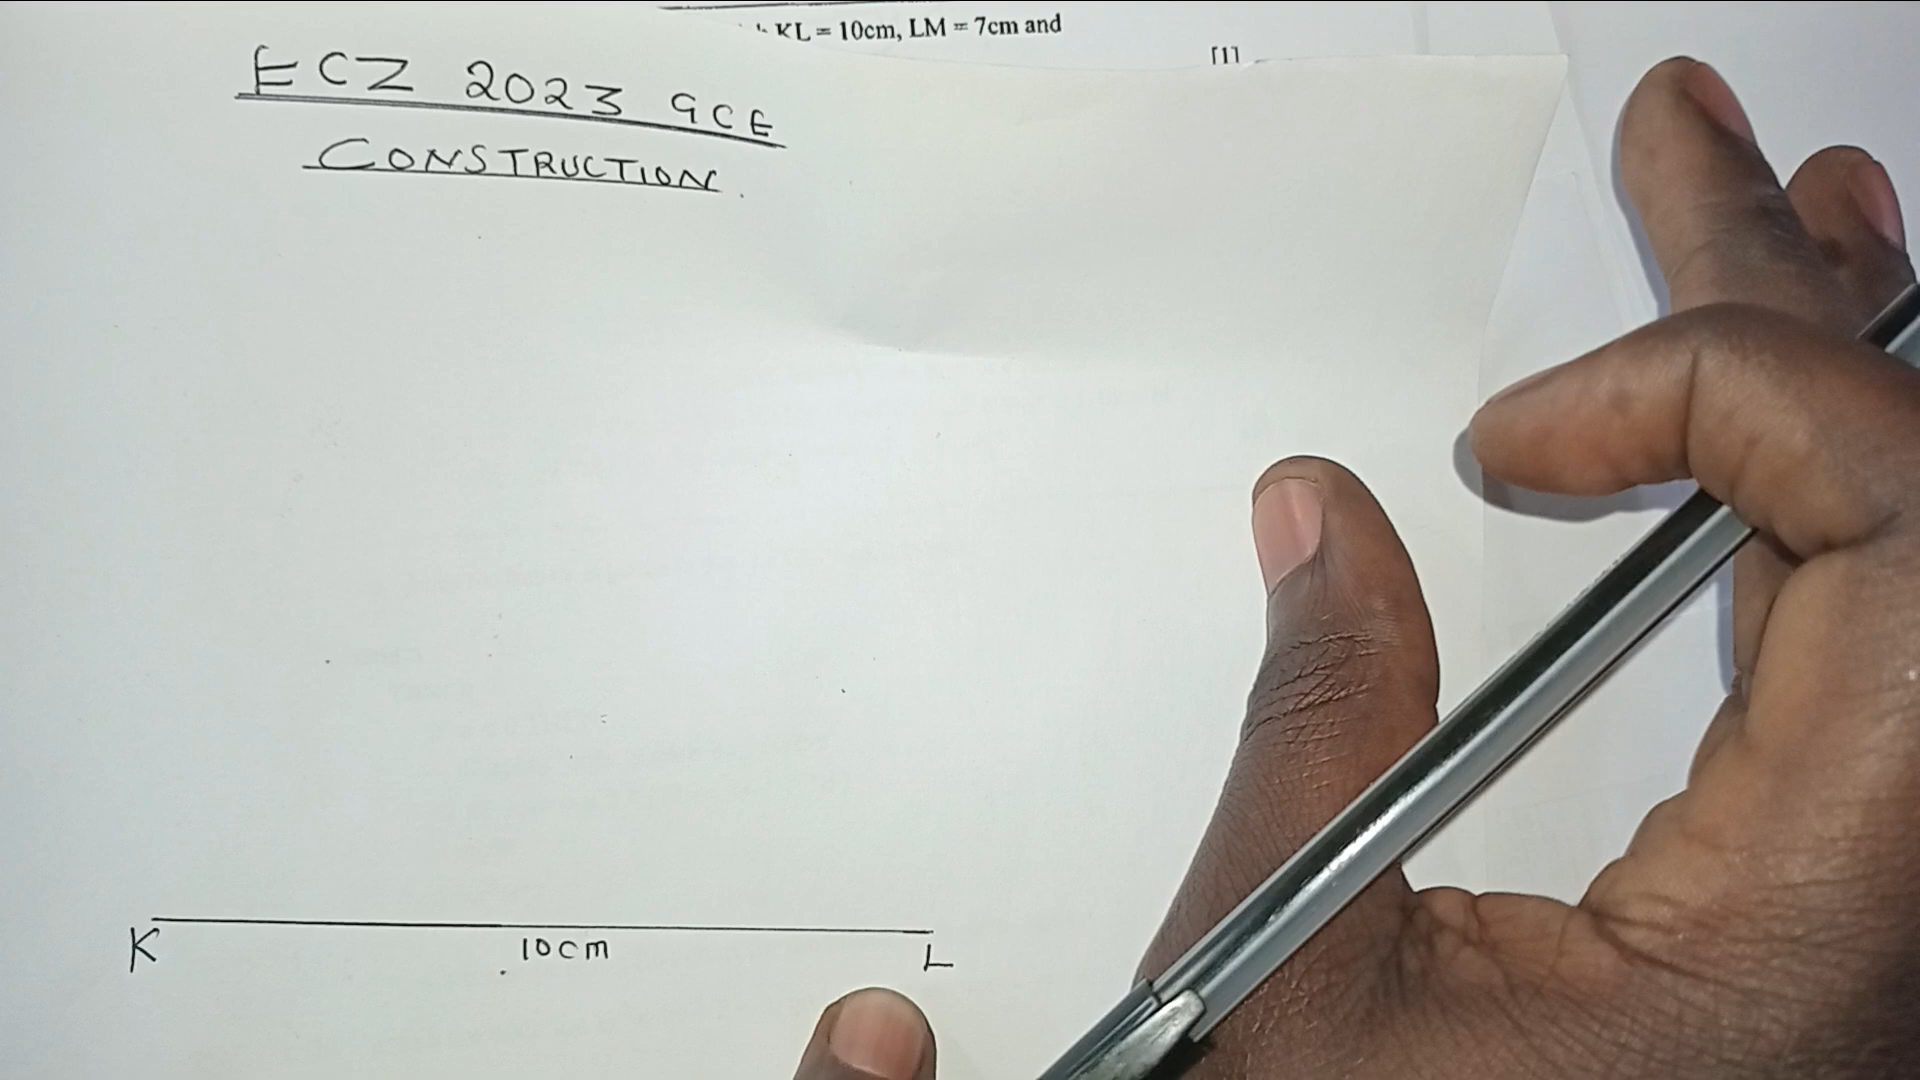 KL = 10cm, LM = 7cm and
[1]
ECZ 2023 GCE
CONSTRUCTION.
K 10cm L